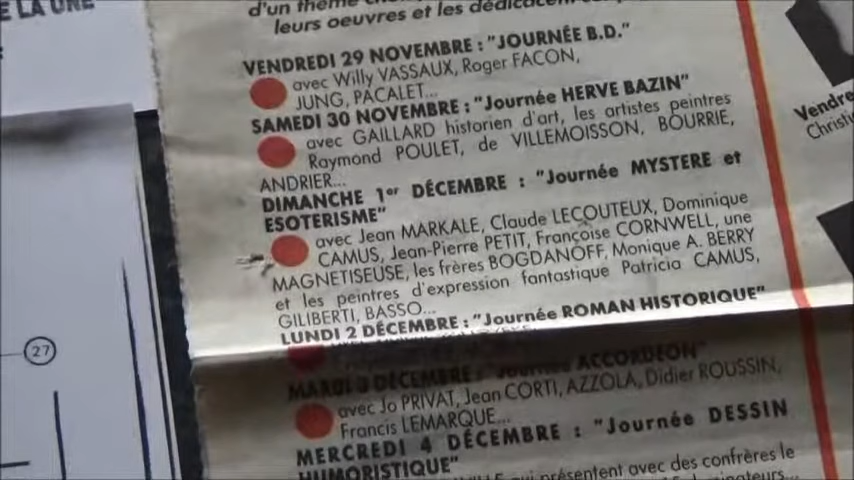 E LA UNE
d'un thème
leurs oeuvres et les dédicacent
VENDREDI 29 NOVEMBRE : "JOURNÉE B.D."
avec Willy VASSAUX, Roger FACON,
JUNG, PACALET...
SAMEDI 30 NOVEMBRE : "Journée HERVE BAZIN"
avec GAILLARD historien d'art, les artistes peintres
Raymond POULET, de VILLEMOISSON, BOURRIE,
ANDRIER...
DIMANCHE 1er DÉCEMBRE : "Journée MYSTERE et
ESOTERISME"
avec Jean MARKALE, Claude LECOUTEUX, Dominique
CAMUS, Jean-Pierre PETIT, Françoise CORNWELL, une
MAGNETISEUSE, les frères BOGDANOFF, Monique A. BERRY
et les peintres d'expression fantastique Patricia CAMUS,
GILIBERTI, BASSO...
LUNDI 2 DÉCEMBRE : "Journée ROMAN HISTORIQUE"
MARDI 3 DÉCEMBRE : "Journée ACCORDEON"
avec Jo PRIVAT, Jean CORTI, AZZOLA, Didier ROUSSIN,
Francis LEMARQUE...
MERCREDI 4 DÉCEMBRE : "Journée DESSIN
HUMORISTIQUE"
qui présentent avec des confrères le
Vendre
Christi
27